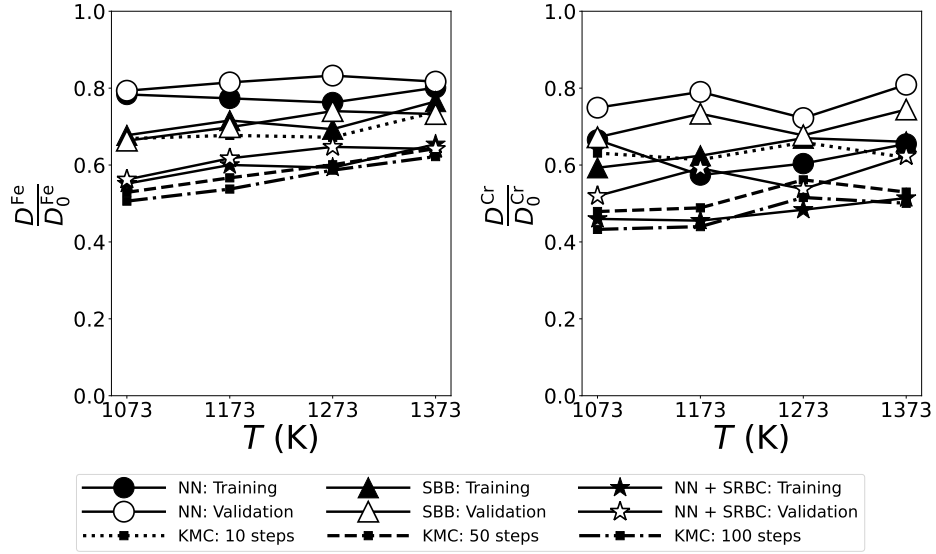 1.0 1.0
0.8 0.8
0.6 0.6
0.4 0.4
0.2 0.2
0.0 0.0
D^Fe / D_0^Fe
D^Cr / D_0^Cr
1073 1173 1273 1373 1073 1173 1273 1373
T (K) T (K)
NN: Training SBB: Training NN + SRBC: Training
NN: Validation SBB: Validation NN + SRBC: Validation
KMC: 10 steps KMC: 50 steps KMC: 100 steps